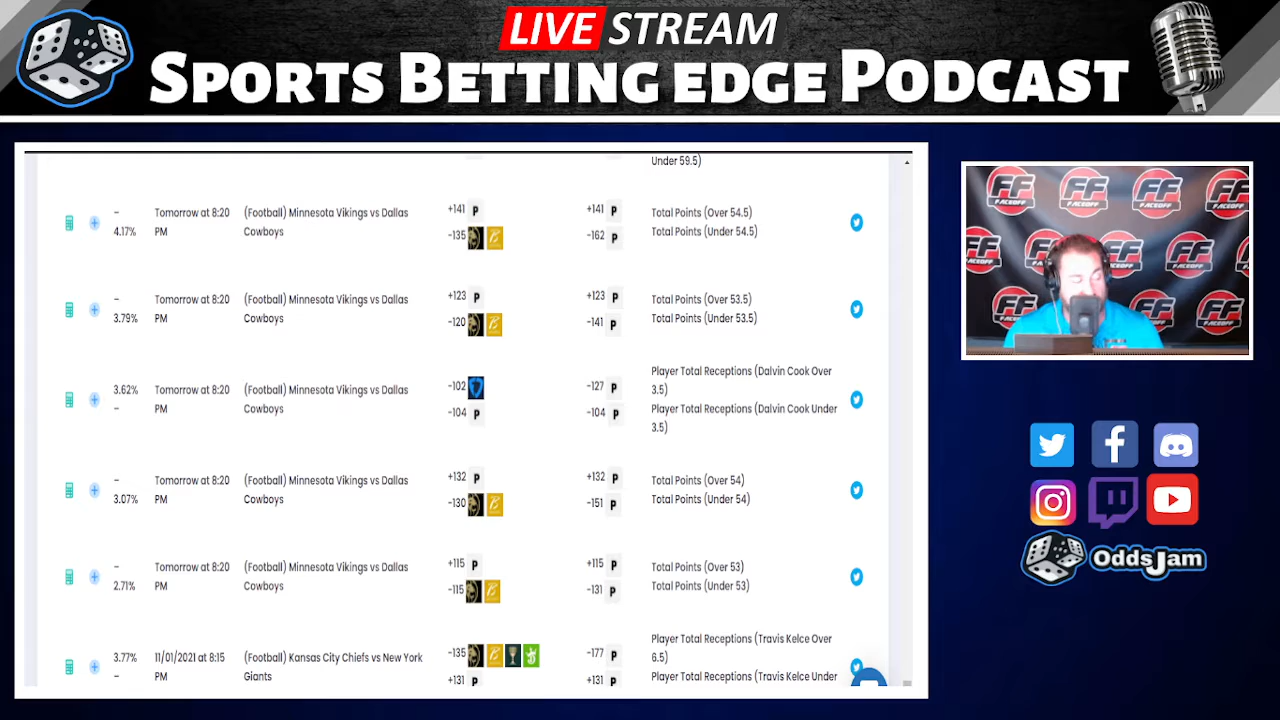 LIVE STREAM
SPORTS BETTING EDGE PODCAST
Under 59.5)
–
4.17%
Tomorrow at 8:20
PM
(Football) Minnesota Vikings vs Dallas
Cowboys
+141 P
-135 B
+141 P
-162 P
Total Points (Over 54.5)
Total Points (Under 54.5)
–
3.79%
Tomorrow at 8:20
PM
(Football) Minnesota Vikings vs Dallas
Cowboys
+123 P
-120 B
+123 P
-141 P
Total Points (Over 53.5)
Total Points (Under 53.5)
3.62%
–
Tomorrow at 8:20
PM
(Football) Minnesota Vikings vs Dallas
Cowboys
-102
-104 P
-127 P
-104 P
Player Total Receptions (Dalvin Cook Over
3.5)
Player Total Receptions (Dalvin Cook Under
3.5)
–
3.07%
Tomorrow at 8:20
PM
(Football) Minnesota Vikings vs Dallas
Cowboys
+132 P
-130 B
+132 P
-151 P
Total Points (Over 54)
Total Points (Under 54)
–
2.71%
Tomorrow at 8:20
PM
(Football) Minnesota Vikings vs Dallas
Cowboys
+115 P
-115 B
+115 P
-131 P
Total Points (Over 53)
Total Points (Under 53)
3.77%
–
11/01/2021 at 8:15
PM
(Football) Kansas City Chiefs vs New York
Giants
-135 B
+131 P
-177 P
+131 P
Player Total Receptions (Travis Kelce Over
6.5)
Player Total Receptions (Travis Kelce Under
FF
FACEOFF
OddsJam